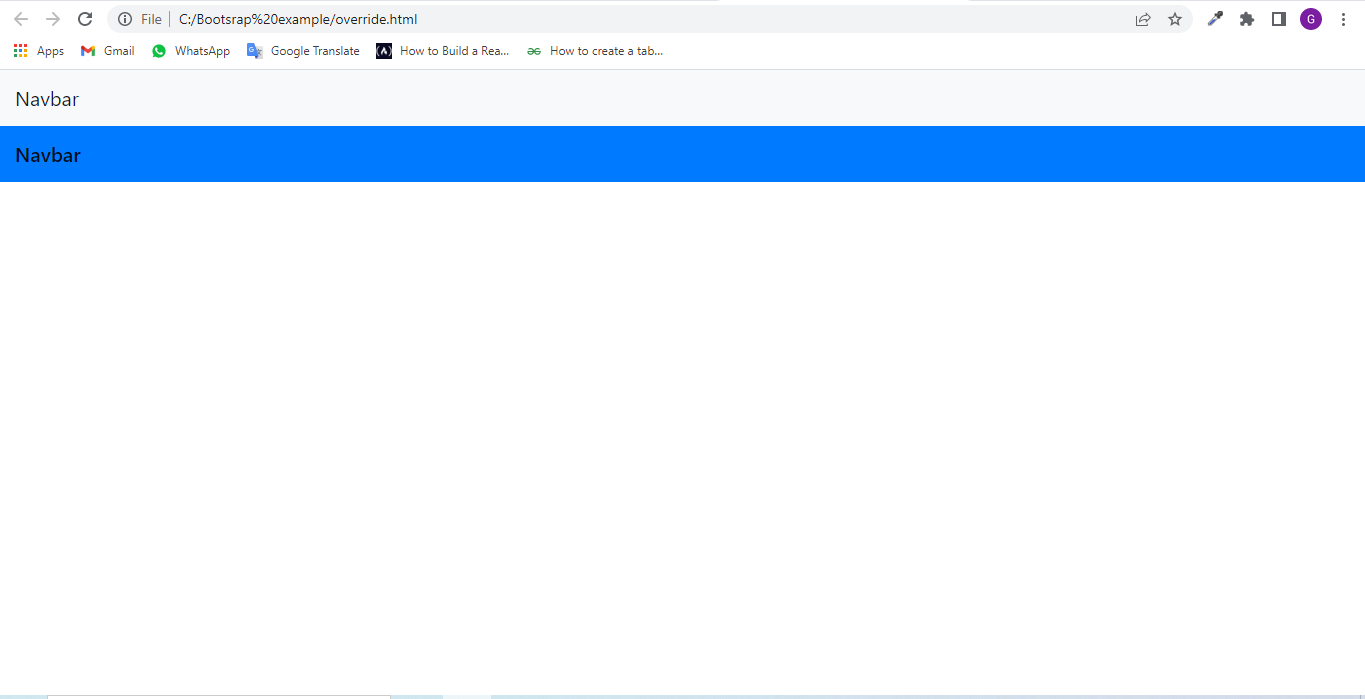 File C:/Bootsrap%20example/override.html G
Apps Gmail WhatsApp Google Translate How to Build a Rea... How to create a tab...
Navbar
Navbar